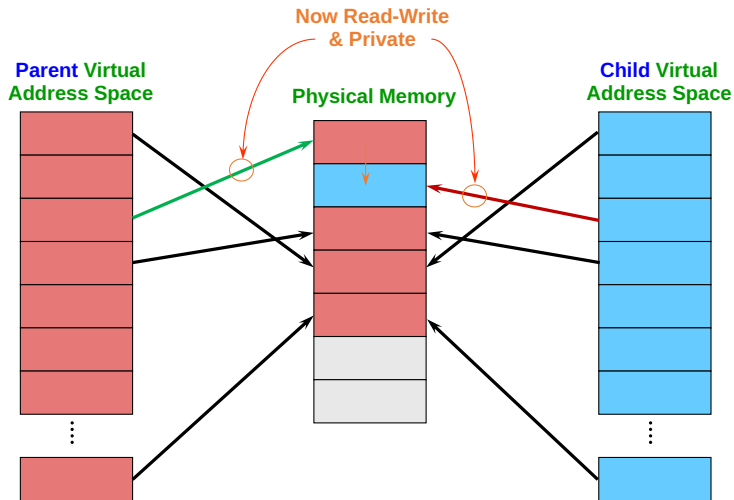 Now Read-Write
& Private
Parent Virtual
Address Space
Physical Memory
Child Virtual
Address Space